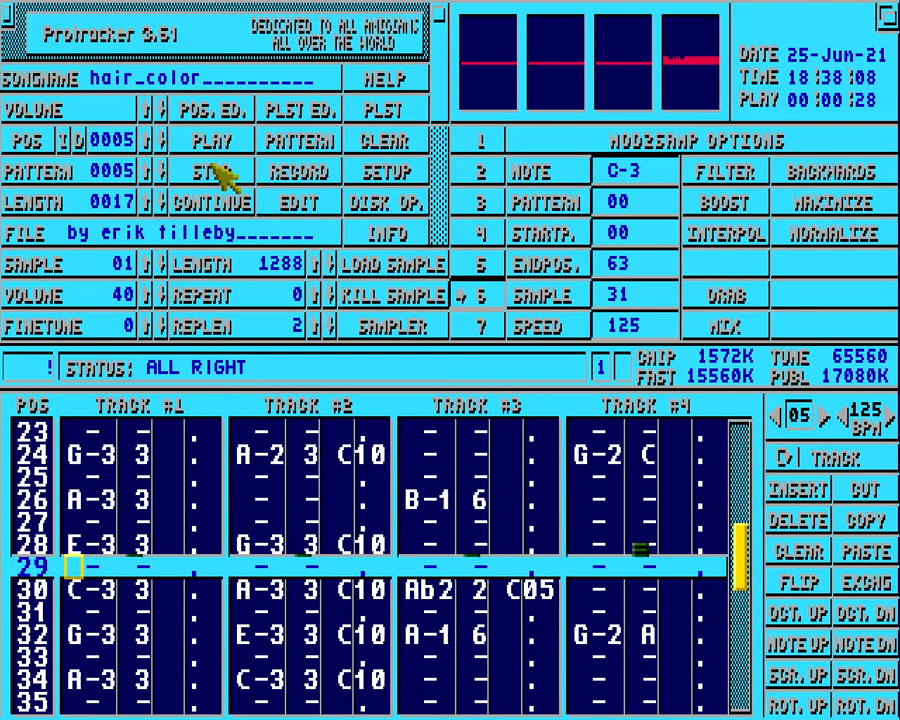 Protracker 3.61
DEDICATED TO ALL AMIGIANS
ALL OVER THE WORLD
DATE 25-Jun-21
TIME 18:38:08
PLAY 00:00:28
SONGNAME hair_color__________ HELP
VOLUME POS. ED. PLST ED. PLST
POS I D 0005 PLAY PATTERN CLEAR 1 MOD2SAMP OPTIONS
PATTERN 0005 RECORD SETUP 2 NOTE C-3 FILTER BACKWARDS
LENGTH 0017 CONTINUE EDIT DISK OP. 3 PATTERN 00 BOOST MAXIMIZE
FILE by erik tilleby_______ INFO 4 STARTP. 00 INTERPOL NORMALIZE
SAMPLE 01 LENGTH 1288 LOAD SAMPLE 5 ENDPOS. 63
VOLUME 40 REPEAT 0 KILL SAMPLE 6 SAMPLE 31 GRAB
FINETUNE 0 REPLEN 2 SAMPLER 7 SPEED 125 MIX
! STATUS: ALL RIGHT 1 CHIP 1572K TUNE 65560
FAST 15560K PUBL 17080K
POS TRACK #1 TRACK #2 TRACK #3 TRACK #4 05 125 BPM
23 - - . - - . - - . - - .
24 G-3 3 . A-2 3 C10 - - . G-2 C .
25 - - . - - . - - . - - .
26 A-3 3 . - - . B-1 6 . - - .
27 - - . - - . - - . - - .
28 E-3 3 . G-3 3 C10 - - . - .
29 - - . - - . - - . - - .
30 C-3 3 . A-3 3 C10 Ab2 2 C05 - - .
31 - - . - - . - - . - - .
32 G-3 3 . E-3 3 C10 A-1 6 . G-2 A .
33 - - . - - . - - . - - .
34 A-3 3 . C-3 3 C10 - - . - - .
35 - - . - - . - - . - - .
TRACK
INSERT CUT
DELETE COPY
CLEAR PASTE
FLIP EXCHG
OCT. UP OCT. DN
NOTE UP NOTE DN
SCR. UP SCR. DN
ROT. UP ROT. DN